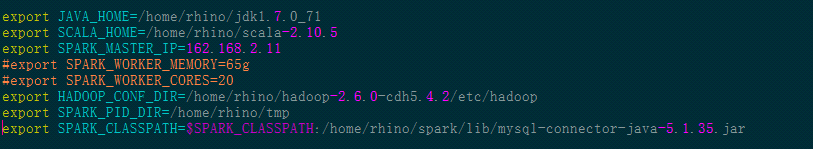 export JAVA_HOME=/home/rhino/jdk1.7.0_71
export SCALA_HOME=/home/rhino/scala-2.10.5
export SPARK_MASTER_IP=162.168.2.11
#export SPARK_WORKER_MEMORY=65g
#export SPARK_WORKER_CORES=20
export HADOOP_CONF_DIR=/home/rhino/hadoop-2.6.0-cdh5.4.2/etc/hadoop
export SPARK_PID_DIR=/home/rhino/tmp
export SPARK_CLASSPATH=$SPARK_CLASSPATH:/home/rhino/spark/lib/mysql-connector-java-5.1.35.jar